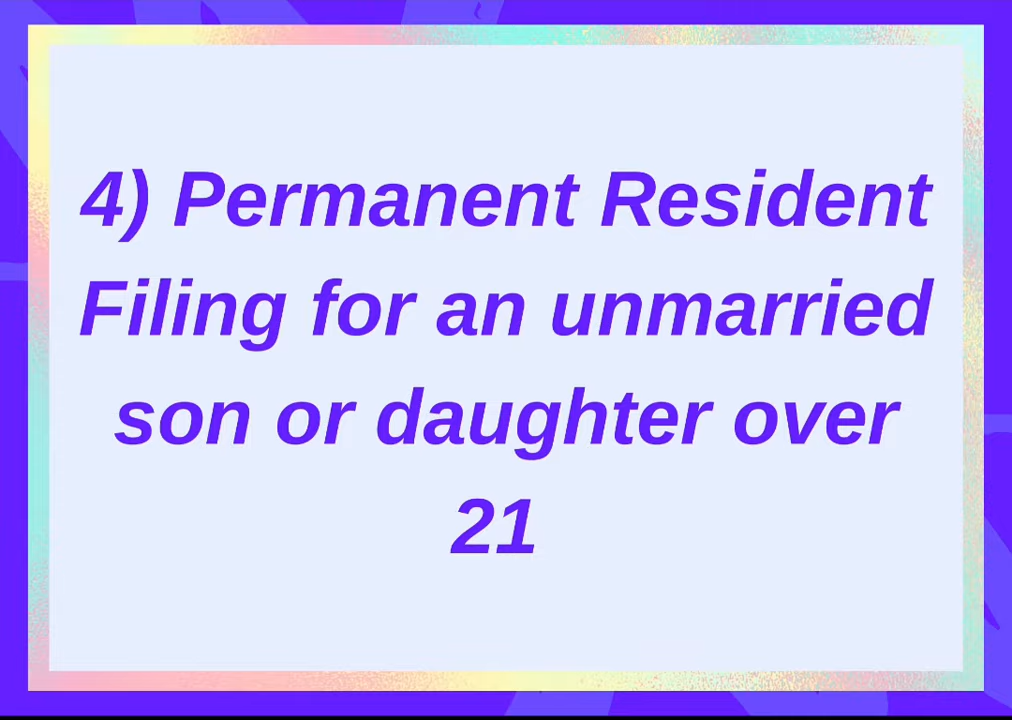 4) Permanent Resident
Filing for an unmarried
son or daughter over
21